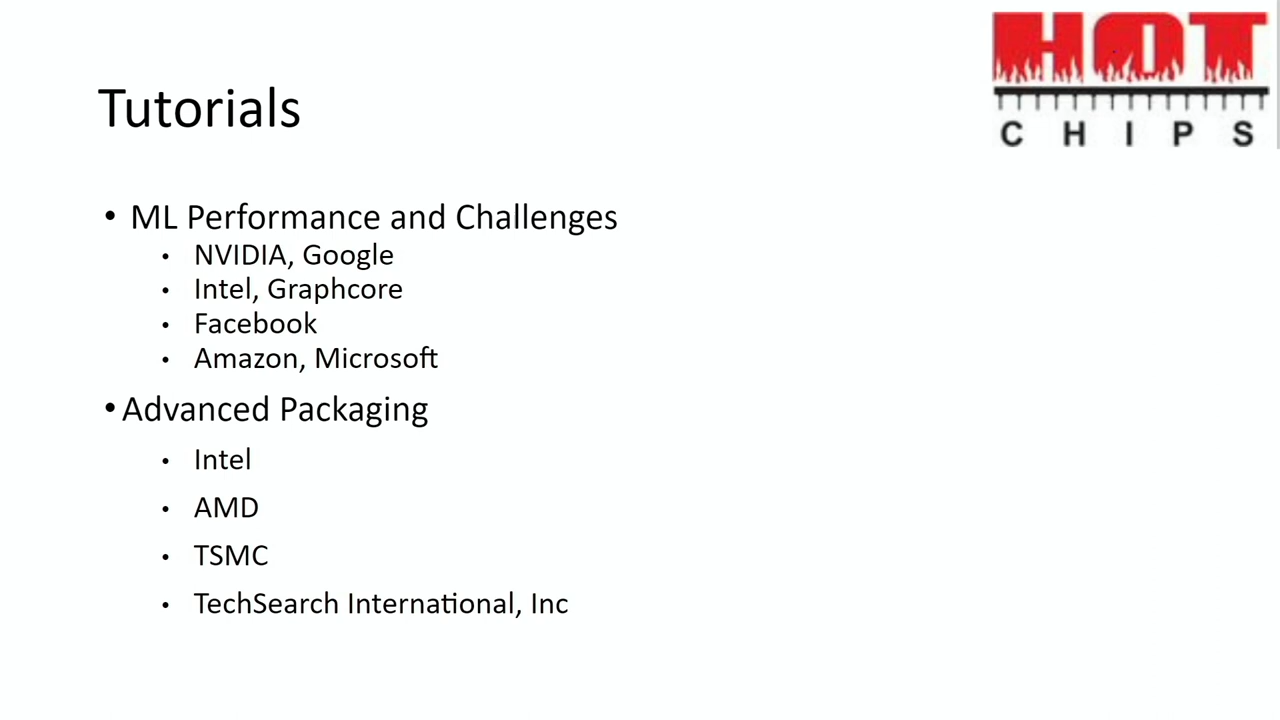 HOT
CHIPS
Tutorials
• ML Performance and Challenges
• NVIDIA, Google
• Intel, Graphcore
• Facebook
• Amazon, Microsoft
• Advanced Packaging
• Intel
• AMD
• TSMC
• TechSearch International, Inc